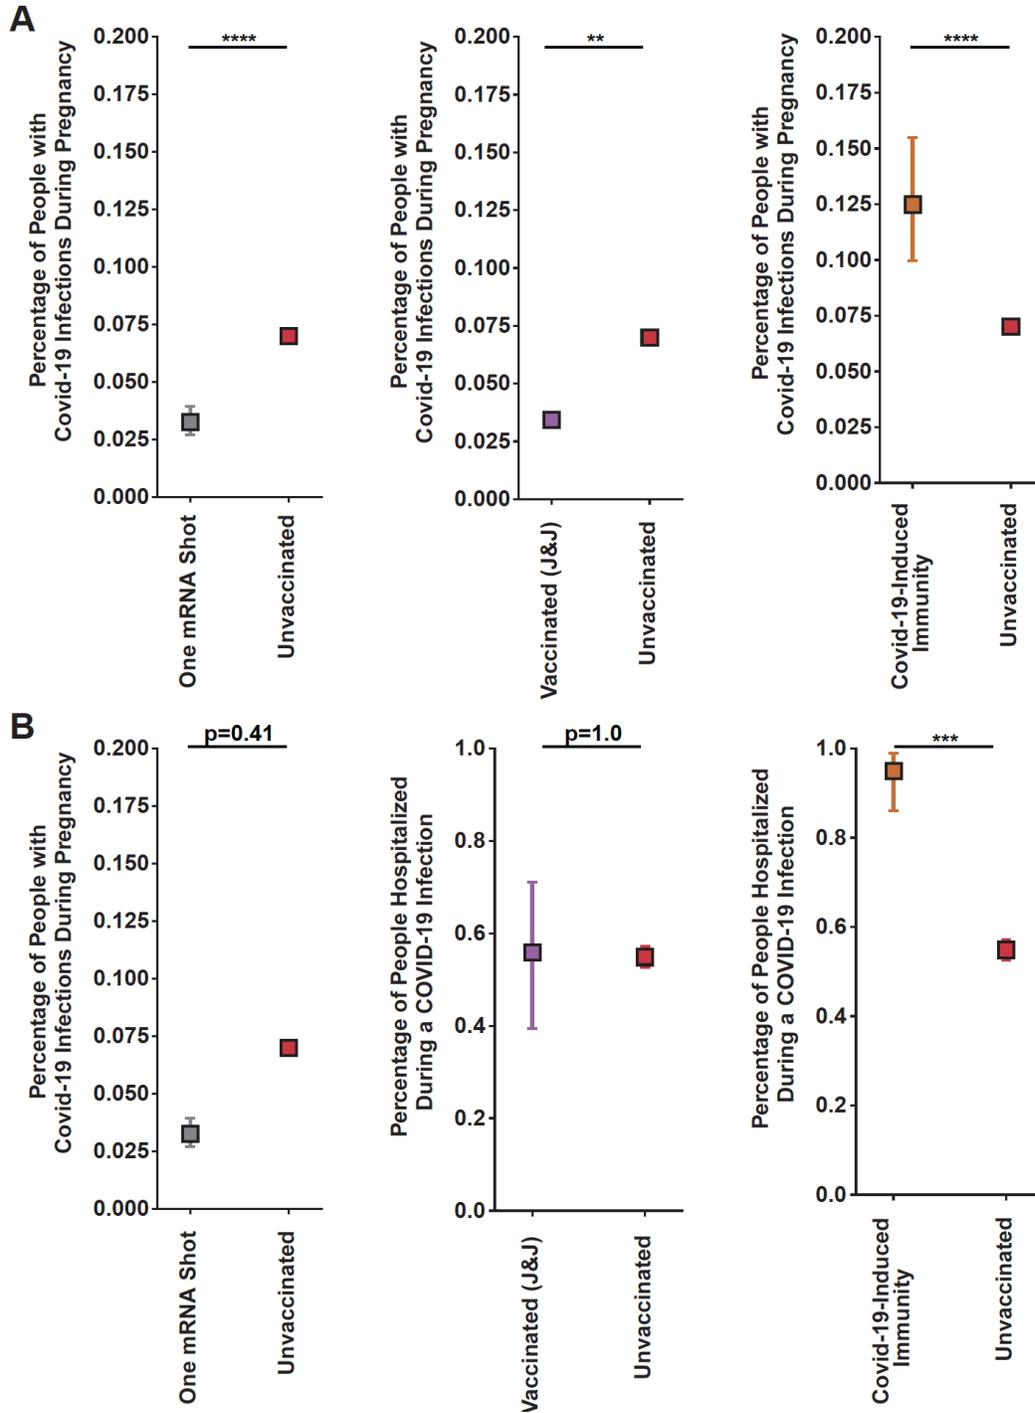 A
Percentage of People with
Covid-19 Infections During Pregnancy
0.200
0.175
0.150
0.125
0.100
0.075
0.050
0.025
0.000
****
One mRNA Shot
Unvaccinated
Percentage of People with
Covid-19 Infections During Pregnancy
0.200
0.175
0.150
0.125
0.100
0.075
0.050
0.025
0.000
**
Vaccinated (J&J)
Unvaccinated
Percentage of People with
Covid-19 Infections During Pregnancy
0.200
0.175
0.150
0.125
0.100
0.075
0.050
0.025
0.000
****
Covid-19-Induced
Immunity
Unvaccinated
B
Percentage of People with
Covid-19 Infections During Pregnancy
0.200
0.175
0.150
0.125
0.100
0.075
0.050
0.025
0.000
p=0.41
One mRNA Shot
Unvaccinated
Percentage of People Hospitalized
During a COVID-19 Infection
1.0
0.8
0.6
0.4
0.2
0.0
p=1.0
Vaccinated (J&J)
Unvaccinated
Percentage of People Hospitalized
During a COVID-19 Infection
1.0
0.8
0.6
0.4
0.2
0.0
***
Covid-19-Induced
Immunity
Unvaccinated